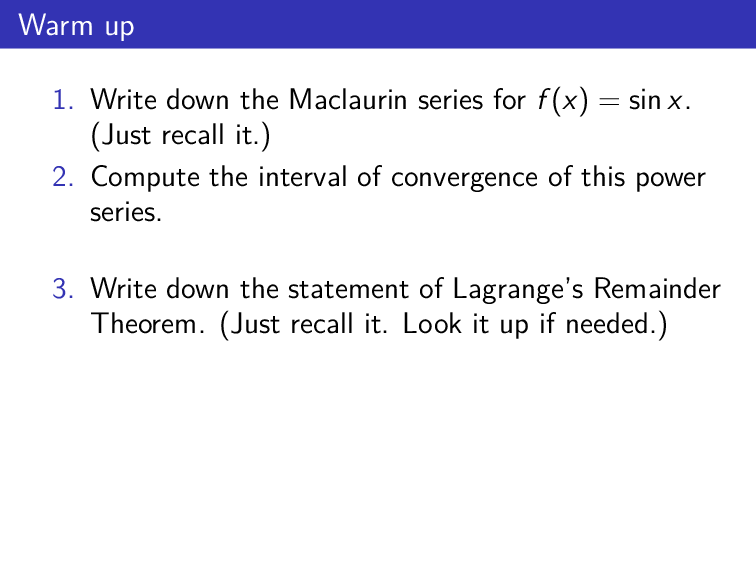 Warm up
1. Write down the Maclaurin series for f(x) = sin x.
(Just recall it.)
2. Compute the interval of convergence of this power
series.
3. Write down the statement of Lagrange's Remainder
Theorem. (Just recall it. Look it up if needed.)